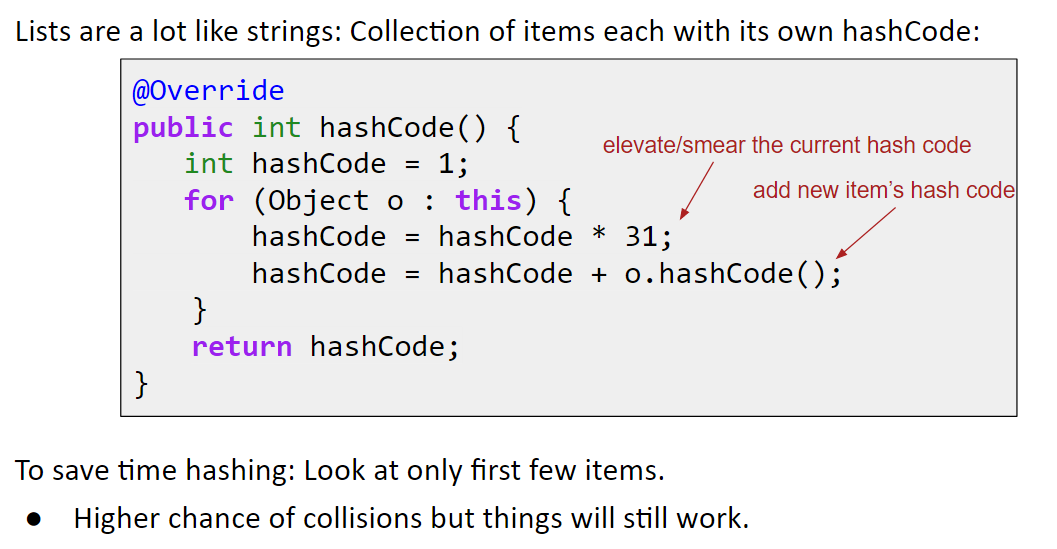 Lists are a lot like strings: Collection of items each with its own hashCode:
@Override
public int hashCode() {
int hashCode = 1;
elevate/smear the current hash code
add new item's hash code
for (Object o : this) {
hashCode = hashCode * 31;
hashCode = hashCode + o.hashCode();
}
return hashCode;
}
To save time hashing: Look at only first few items.
● Higher chance of collisions but things will still work.